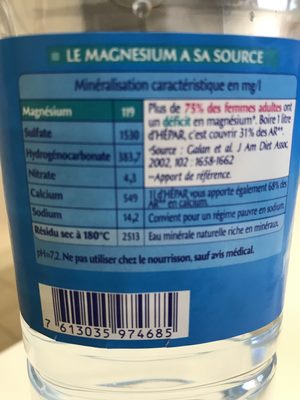 LE MAGNESIUM A SA SOURCE
Minéralisation caractéristique en mg/l
Magnésium 119
Sulfate 1530
Hydrogénocarbonate 383,7
Nitrate 4,3
Calcium 549
Sodium 14,2
Résidu sec à 180°C 2513
Plus de 75% des femmes adultes ont
un déficit en magnésium*. Boire 1 litre
d'HÉPAR, c'est couvrir 31% des AR**.
*Source : Galan et al. J Am Diet Assoc.
2002, 102 : 1658-1662
**Apport de référence.
1 l d'HÉPAR vous apporte également 68% des
AR** en calcium.
Convient pour un régime pauvre en sodium.
Eau minérale naturelle riche en minéraux.
pH=7,2. Ne pas utiliser chez le nourrisson, sauf avis médical.
7 613035 974685